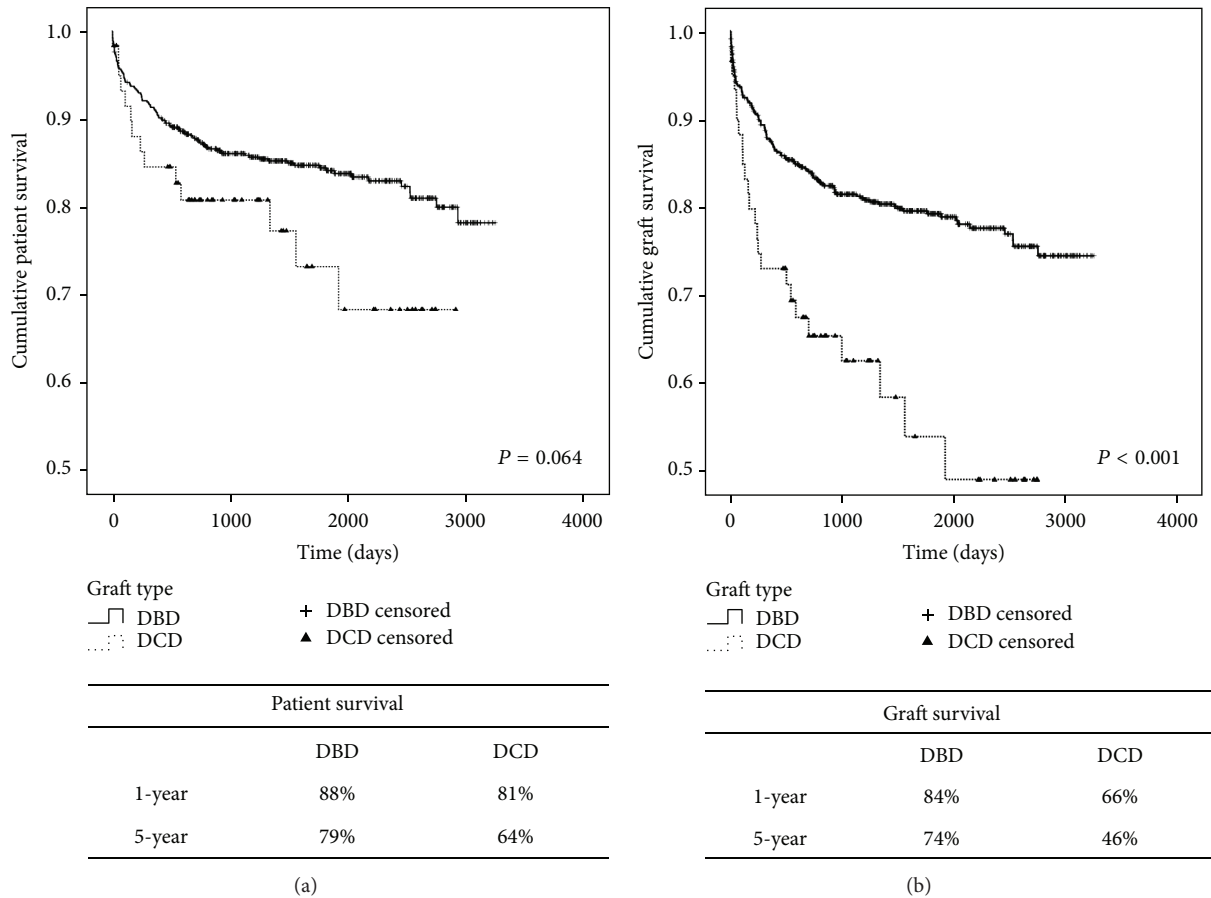 1.0
0.9
0.8
0.7
0.6
0.5
Cumulative patient survival
P = 0.064
0 1000 2000 3000 4000
Time (days)
Graft type
DBD
DCD
DBD censored
DCD censored
Patient survival
DBD DCD
1-year 88% 81%
5-year 79% 64%
(a)
1.0
0.9
0.8
0.7
0.6
0.5
Cumulative graft survival
P < 0.001
0 1000 2000 3000 4000
Time (days)
Graft type
DBD
DCD
DBD censored
DCD censored
Graft survival
DBD DCD
1-year 84% 66%
5-year 74% 46%
(b)